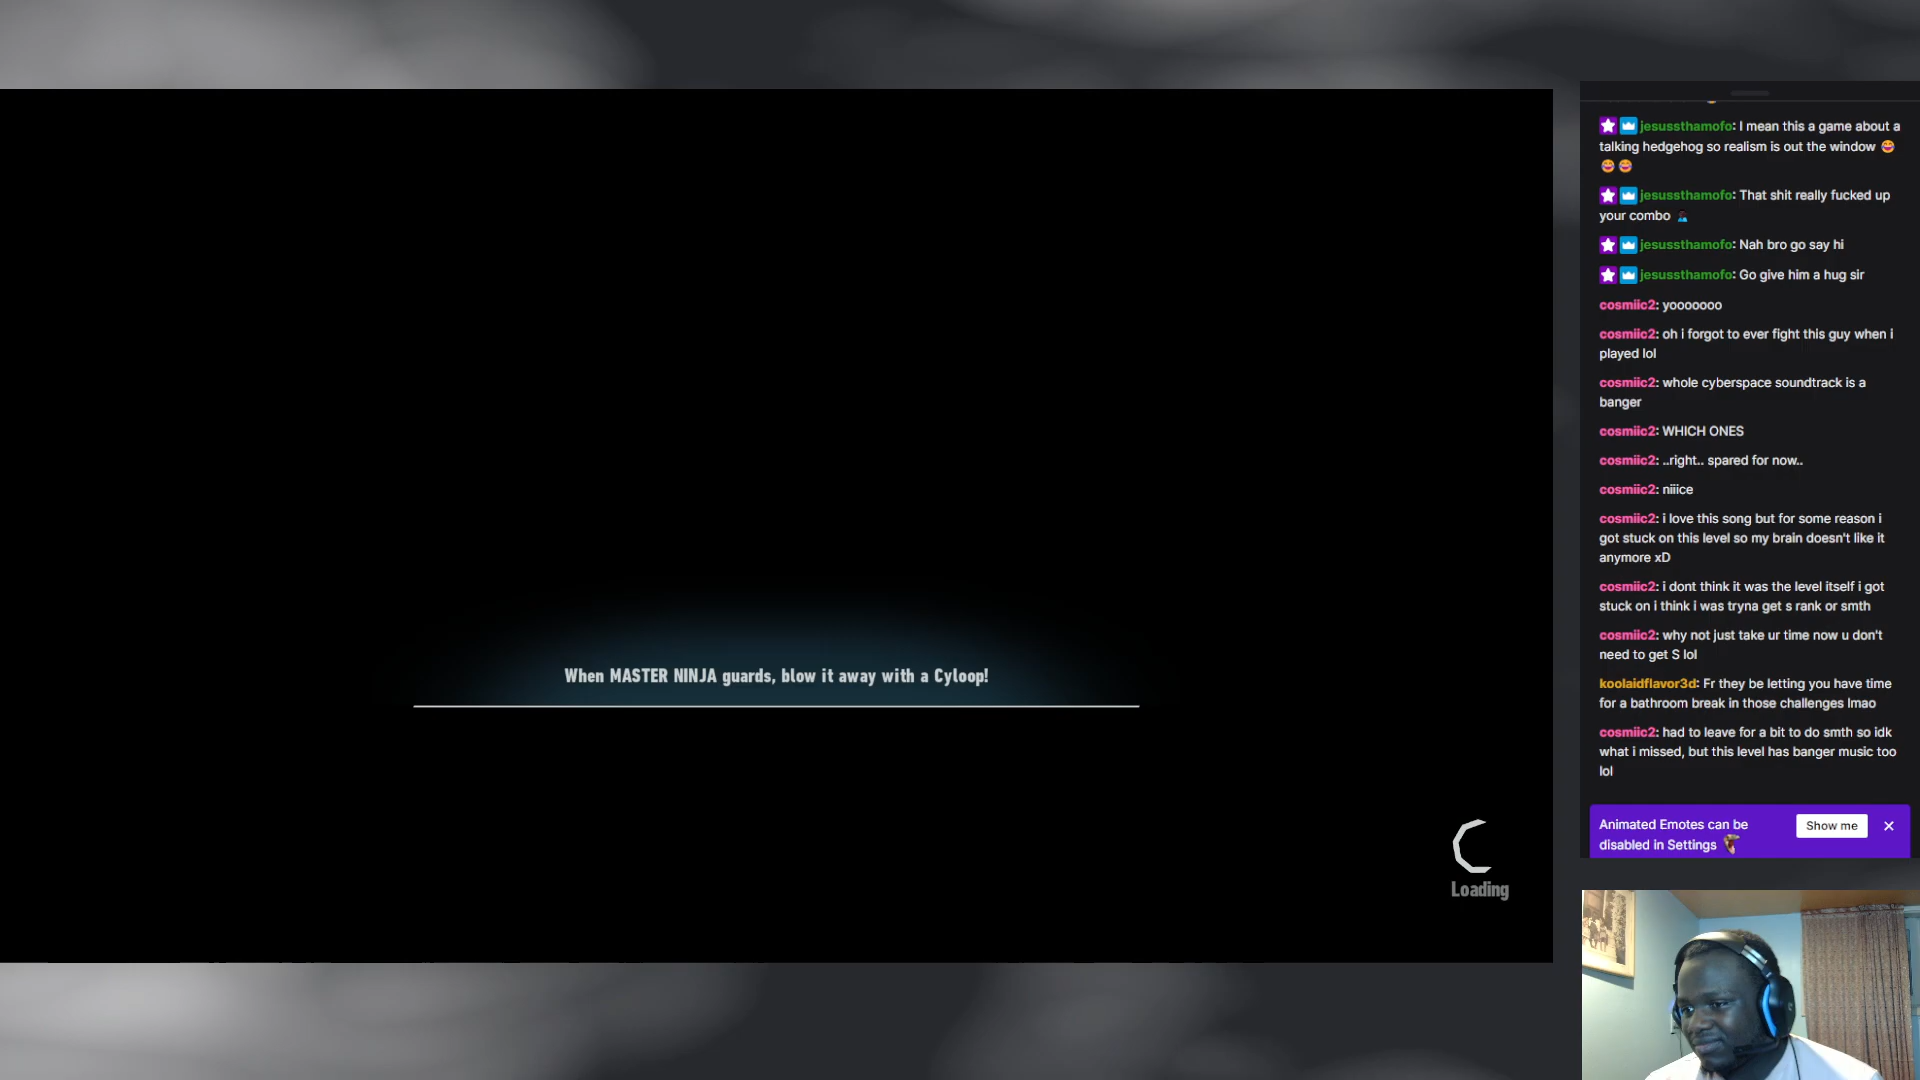 When MASTER NINJA guards, blow it away with a Cyloop!
Loading
jesussthamofo: I mean this a game about a
talking hedgehog so realism is out the window
jesussthamofo: That shit really fucked up
your combo
jesussthamofo: Nah bro go say hi
jesussthamofo: Go give him a hug sir
cosmiic2: yooooooo
cosmiic2: oh i forgot to ever fight this guy when i
played lol
cosmiic2: whole cyberspace soundtrack is a
banger
cosmiic2: WHICH ONES
cosmiic2: ..right.. spared for now..
cosmiic2: niiice
cosmiic2: i love this song but for some reason i
got stuck on this level so my brain doesn't like it
anymore xD
cosmiic2: i dont think it was the level itself i got
stuck on i think i was tryna get s rank or smth
cosmiic2: why not just take ur time now u don't
need to get S lol
koolaidflavor3d: Fr they be letting you have time
for a bathroom break in those challenges lmao
cosmiic2: had to leave for a bit to do smth so idk
what i missed, but this level has banger music too
lol
Animated Emotes can be
disabled in Settings
Show me